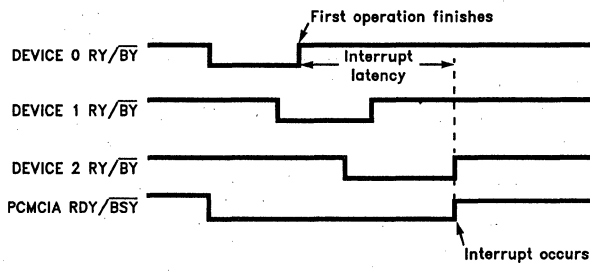 First operation finishes
DEVICE 0 RY/BY
Interrupt
latency
DEVICE 1 RY/BY
DEVICE 2 RY/BY
PCMCIA RDY/BSY
Interrupt occurs